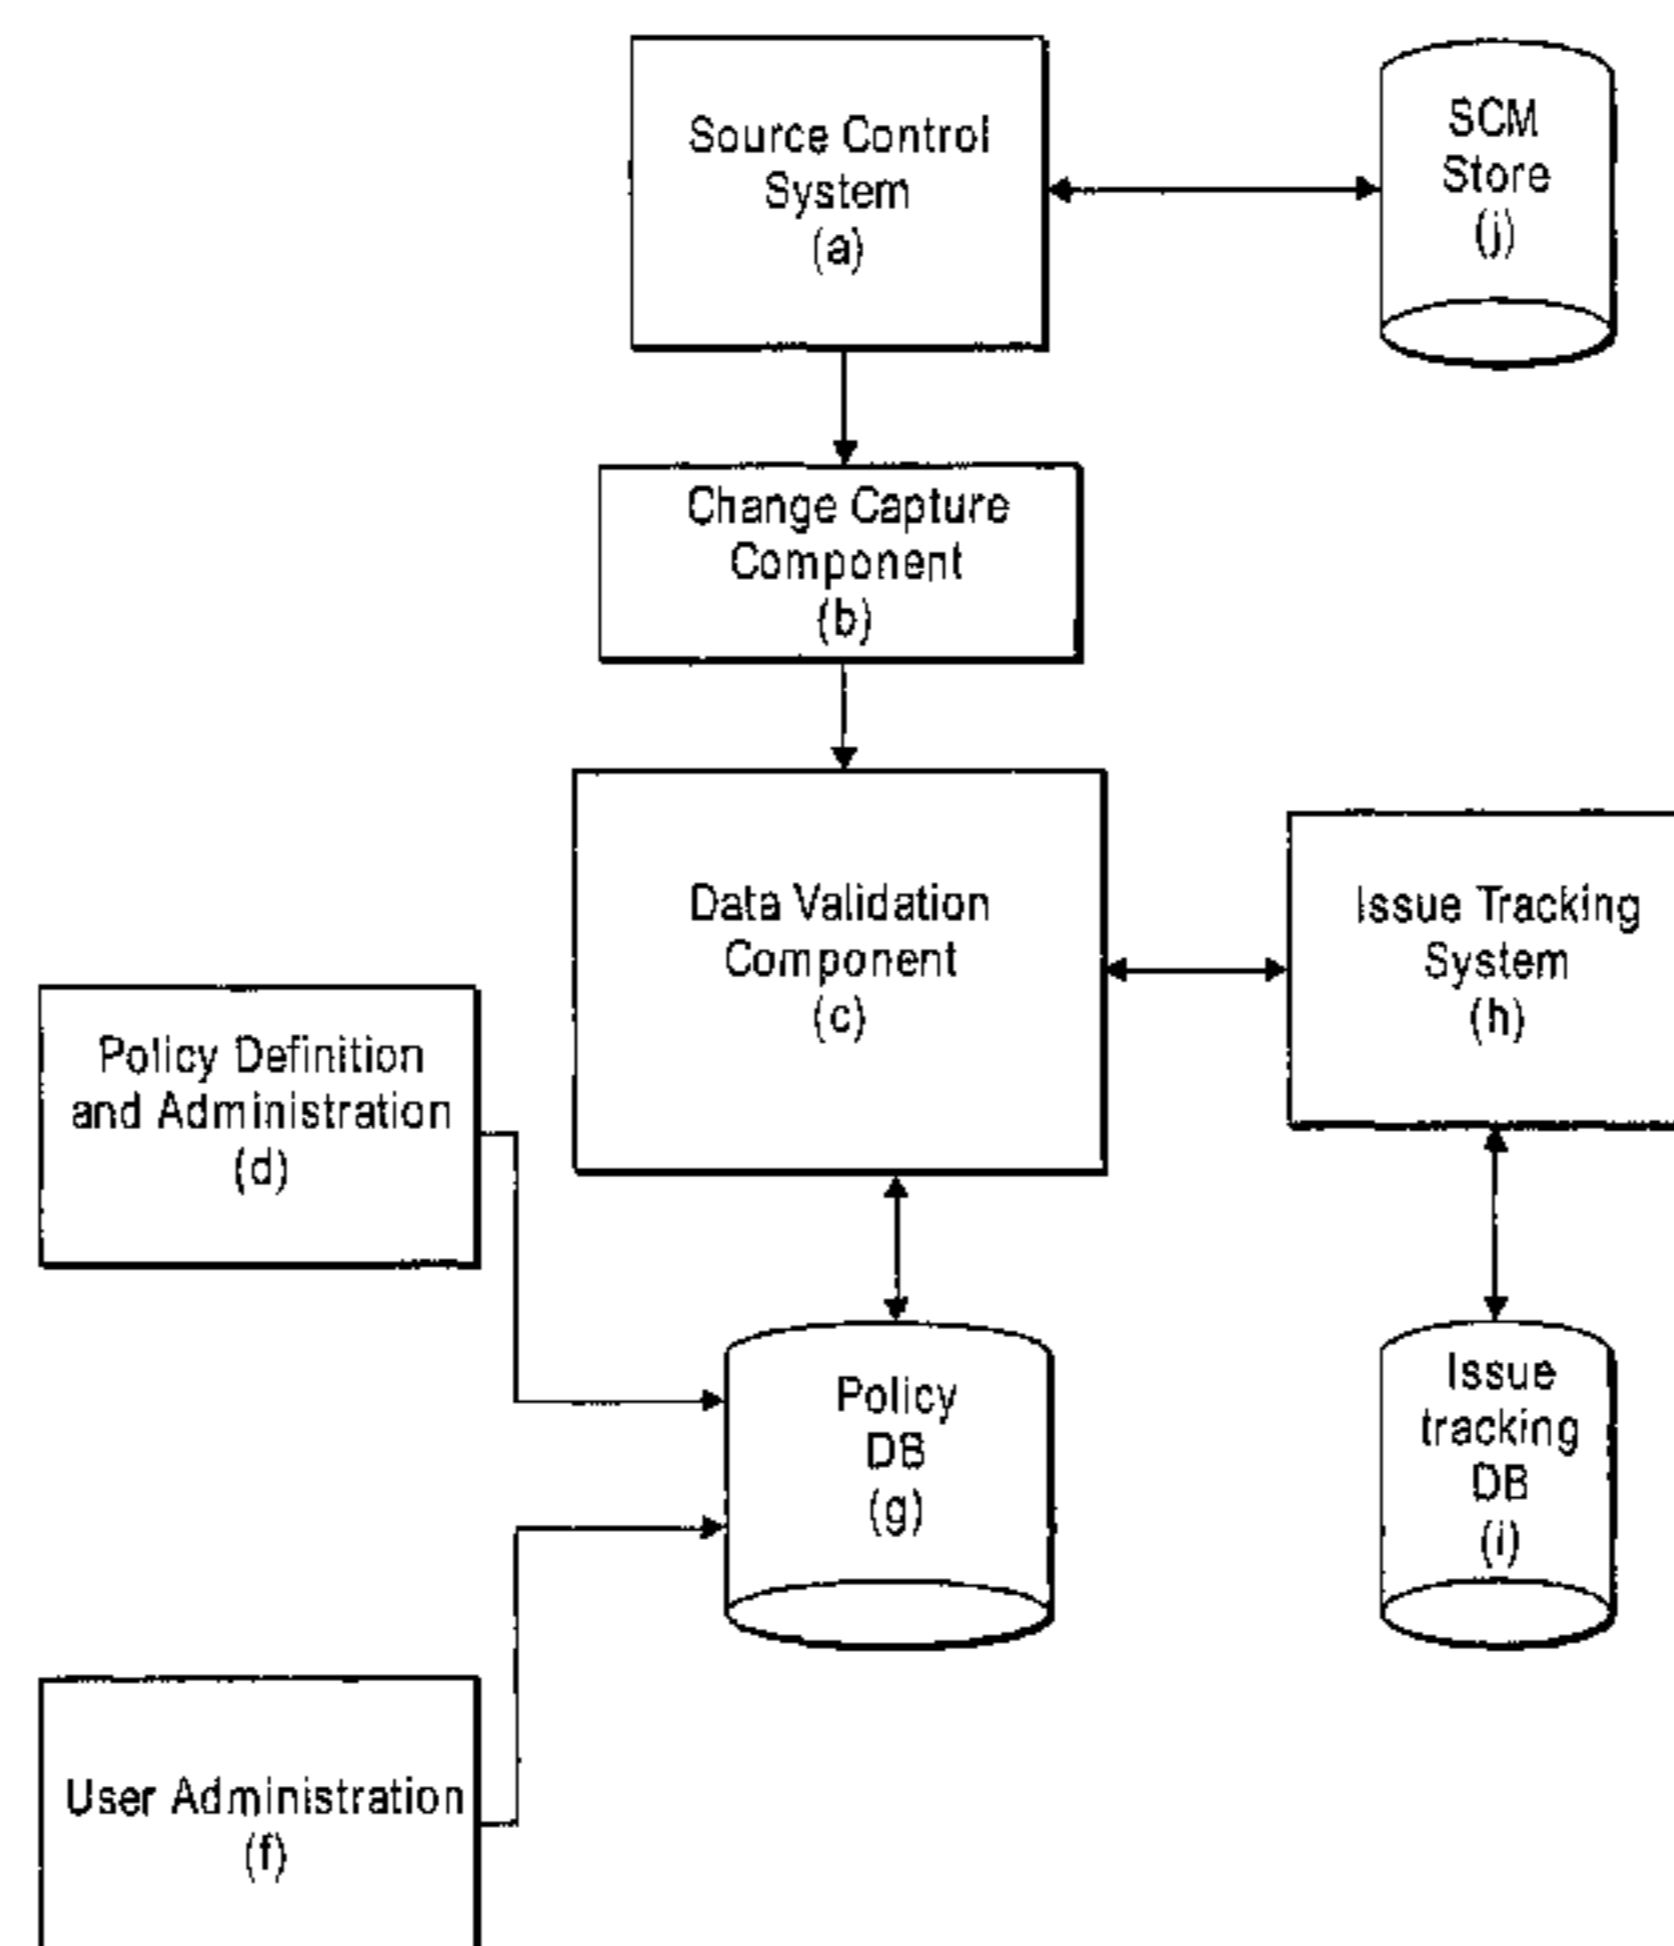 Source Control
System
(a)
SCM
Store
(j)
Change Capture
Component
(b)
Data Validation
Component
(c)
Issue Tracking
System
(h)
Policy Definition
and Administration
(d)
Policy
DB
(g)
Issue
tracking
DB
(i)
User Administration
(f)